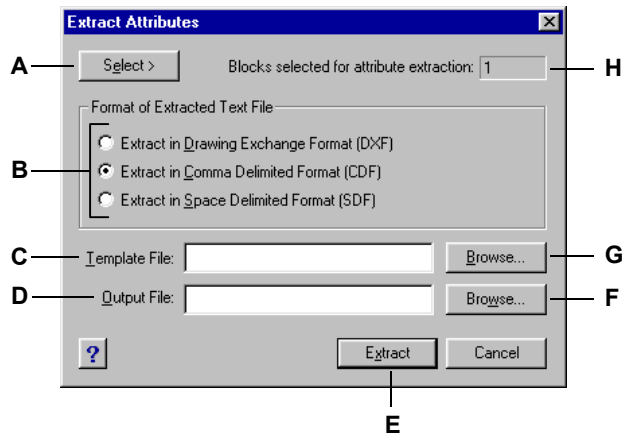 Extract Attributes
A Select > Blocks selected for attribute extraction: 1 H
Format of Extracted Text File
Extract in Drawing Exchange Format (DXF)
B Extract in Comma Delimited Format (CDF)
Extract in Space Delimited Format (SDF)
C Template File: Browse... G
D Output File: Browse... F
? Extract Cancel
E